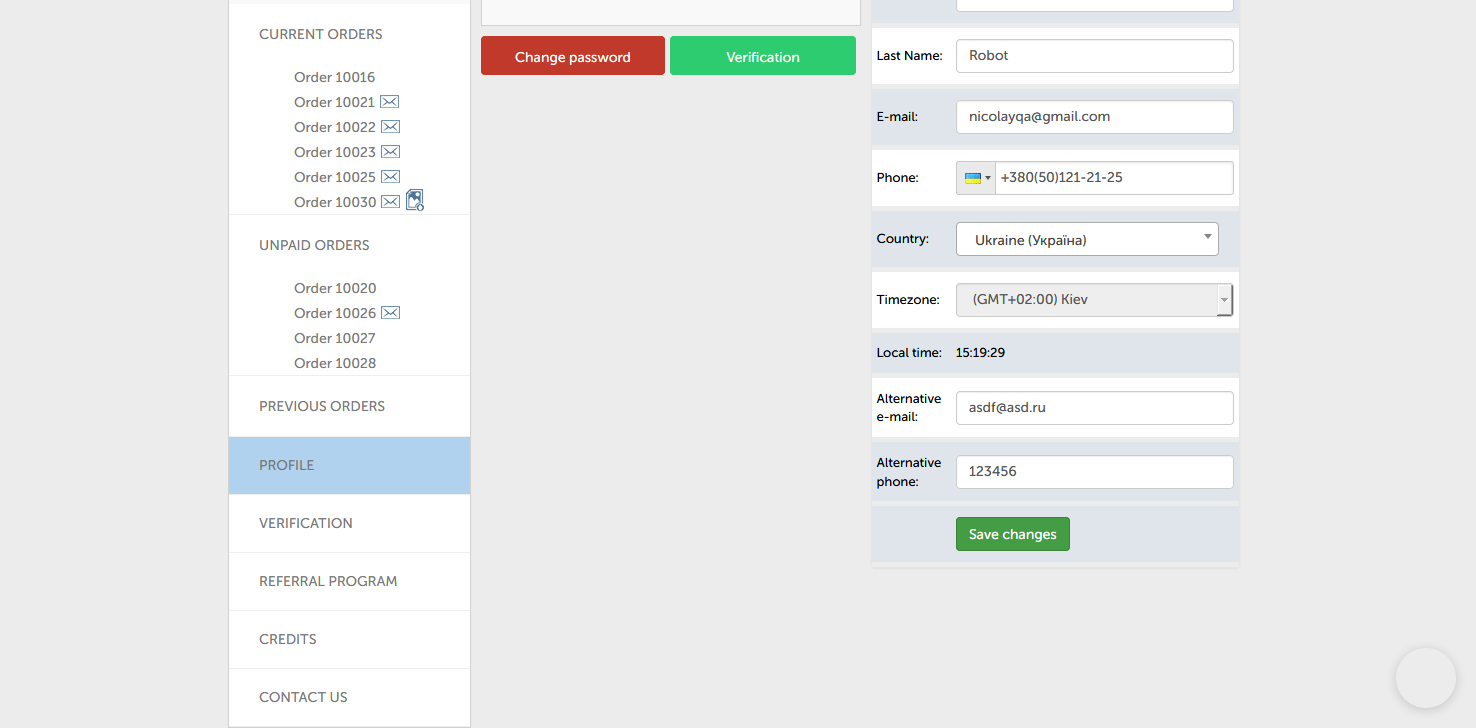 CURRENT ORDERS
Order 10016
Order 10021
Order 10022
Order 10023
Order 10025
Order 10030
UNPAID ORDERS
Order 10020
Order 10026
Order 10027
Order 10028
PREVIOUS ORDERS
PROFILE
VERIFICATION
REFERRAL PROGRAM
CREDITS
CONTACT US
Change password
Verification
Last Name: Robot
E-mail: nicolayqa@gmail.com
Phone: +380(50)121-21-25
Country: Ukraine (Україна)
Timezone: (GMT+02:00) Kiev
Local time: 15:19:29
Alternative
e-mail:
asdf@asd.ru
Alternative
phone:
123456
Save changes